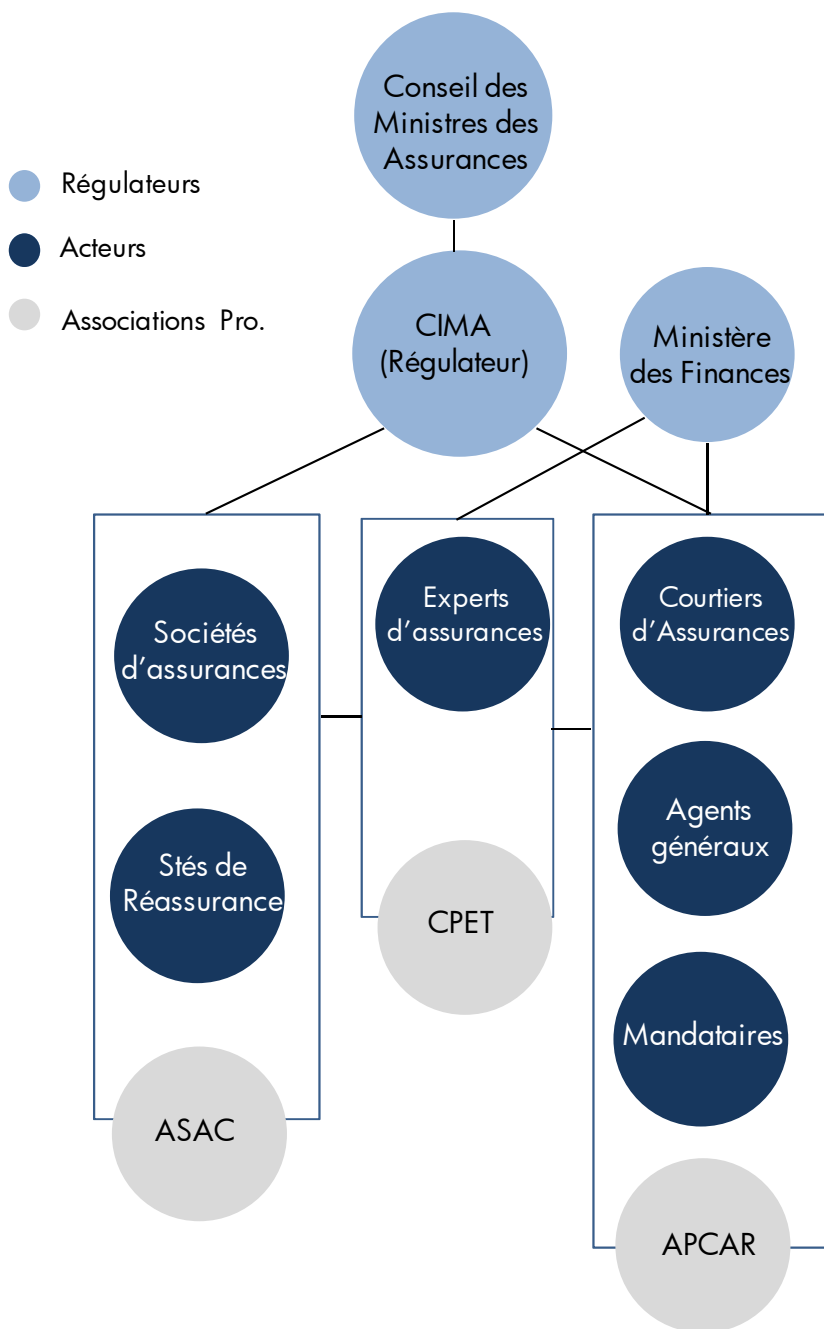 Conseil des
Ministres des
Assurances
Régulateurs
Acteurs
Associations Pro.
CIMA
(Régulateur)
Ministère
des Finances
Sociétés
d’assurances
Stés de
Réassurance
ASAC
Experts
d’assurances
CPET
Courtiers
d’Assurances
Agents
généraux
Mandataires
APCAR